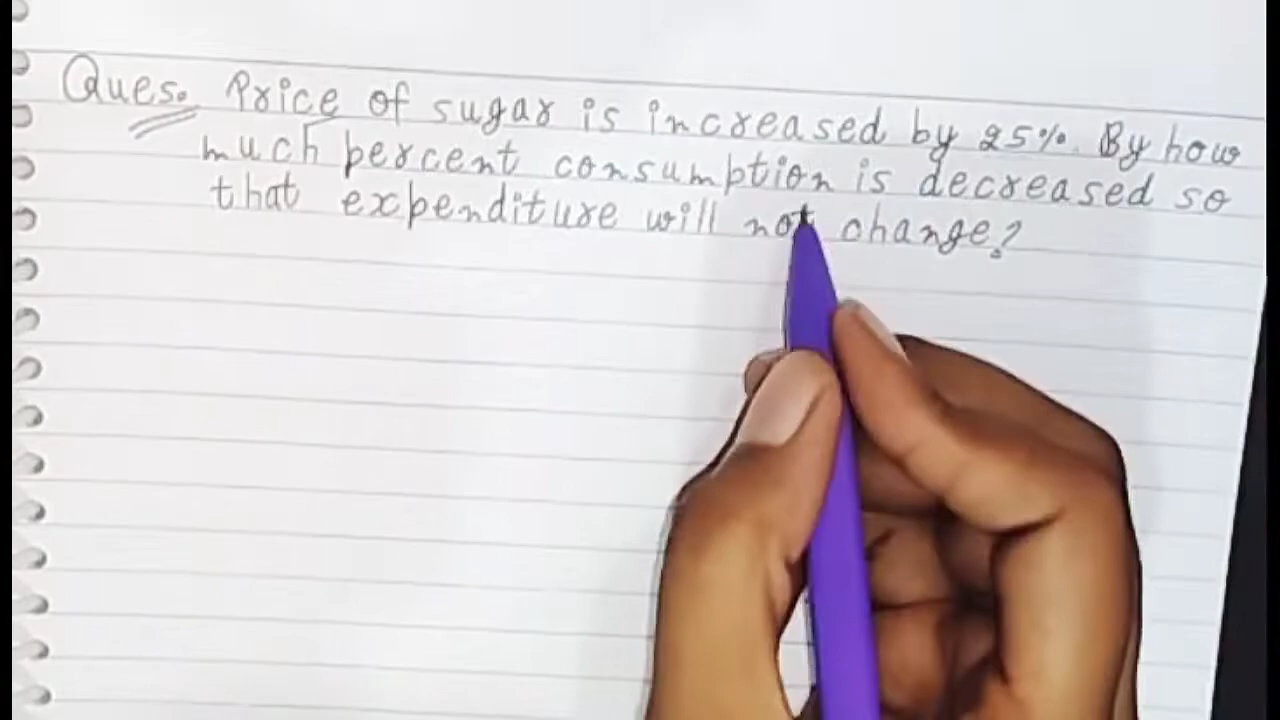 Ques. Price of sugar is increased by 25%. By how
much percent consumption is decreased so
that expenditure will not change?